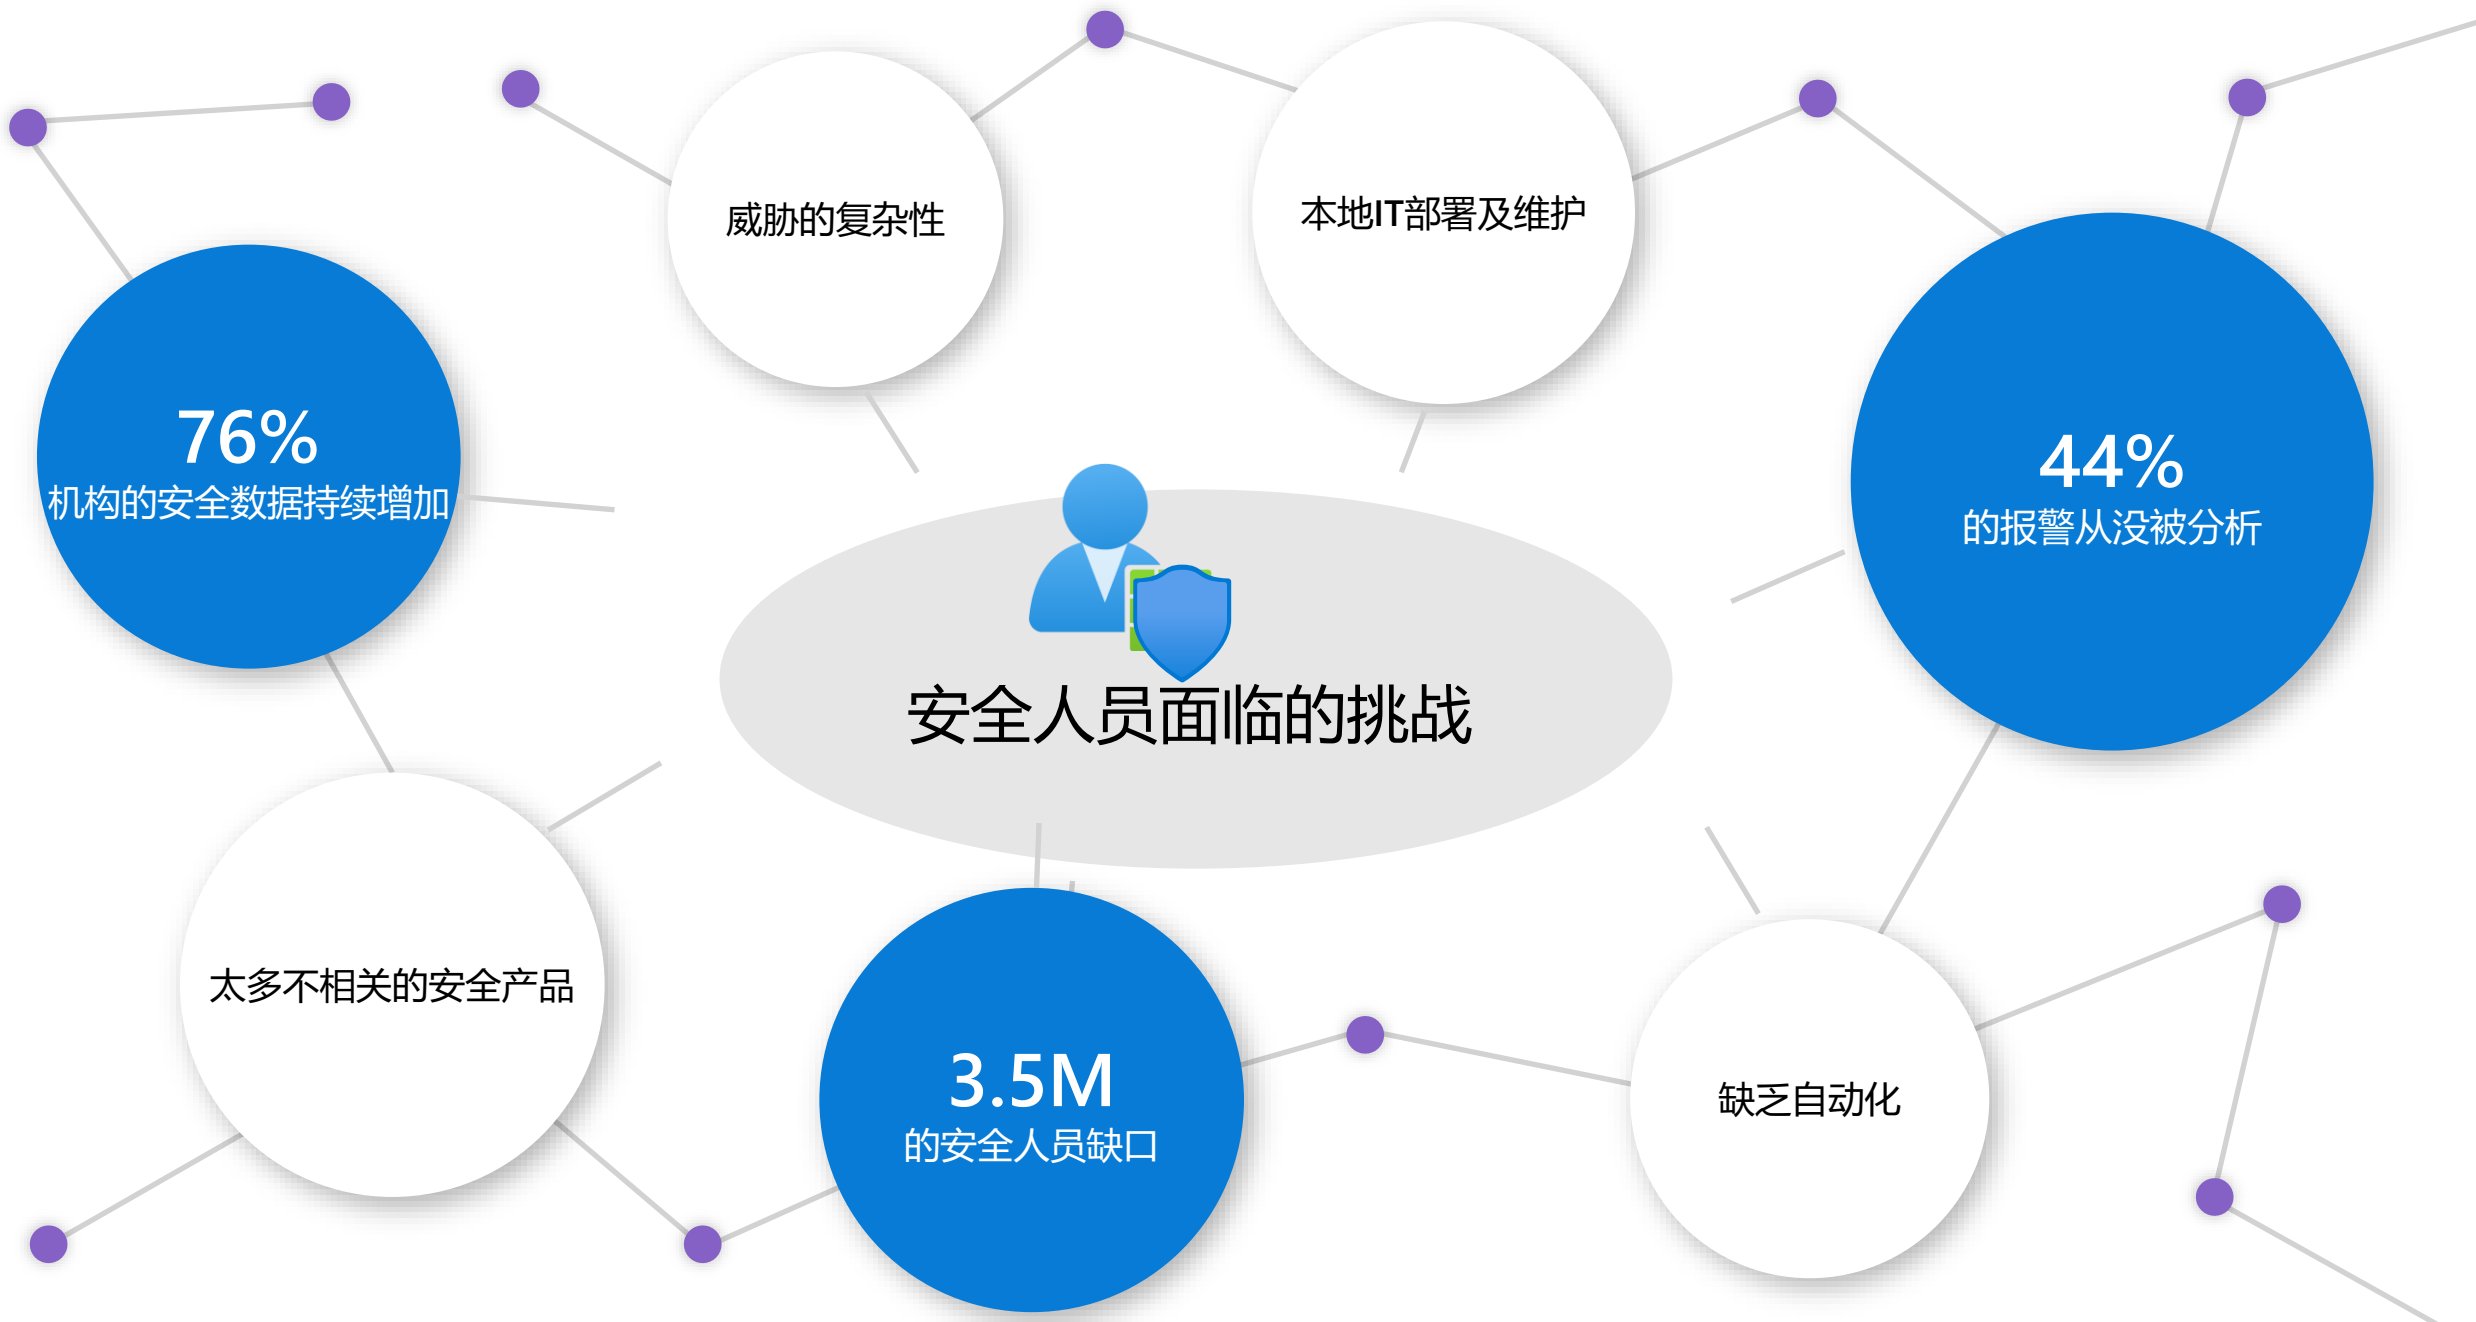 威胁的复杂性
本地IT部署及维护
76%
机构的安全数据持续增加
44%
的报警从没被分析
安全人员面临的挑战
太多不相关的安全产品
3.5M
的安全人员缺口
缺乏自动化